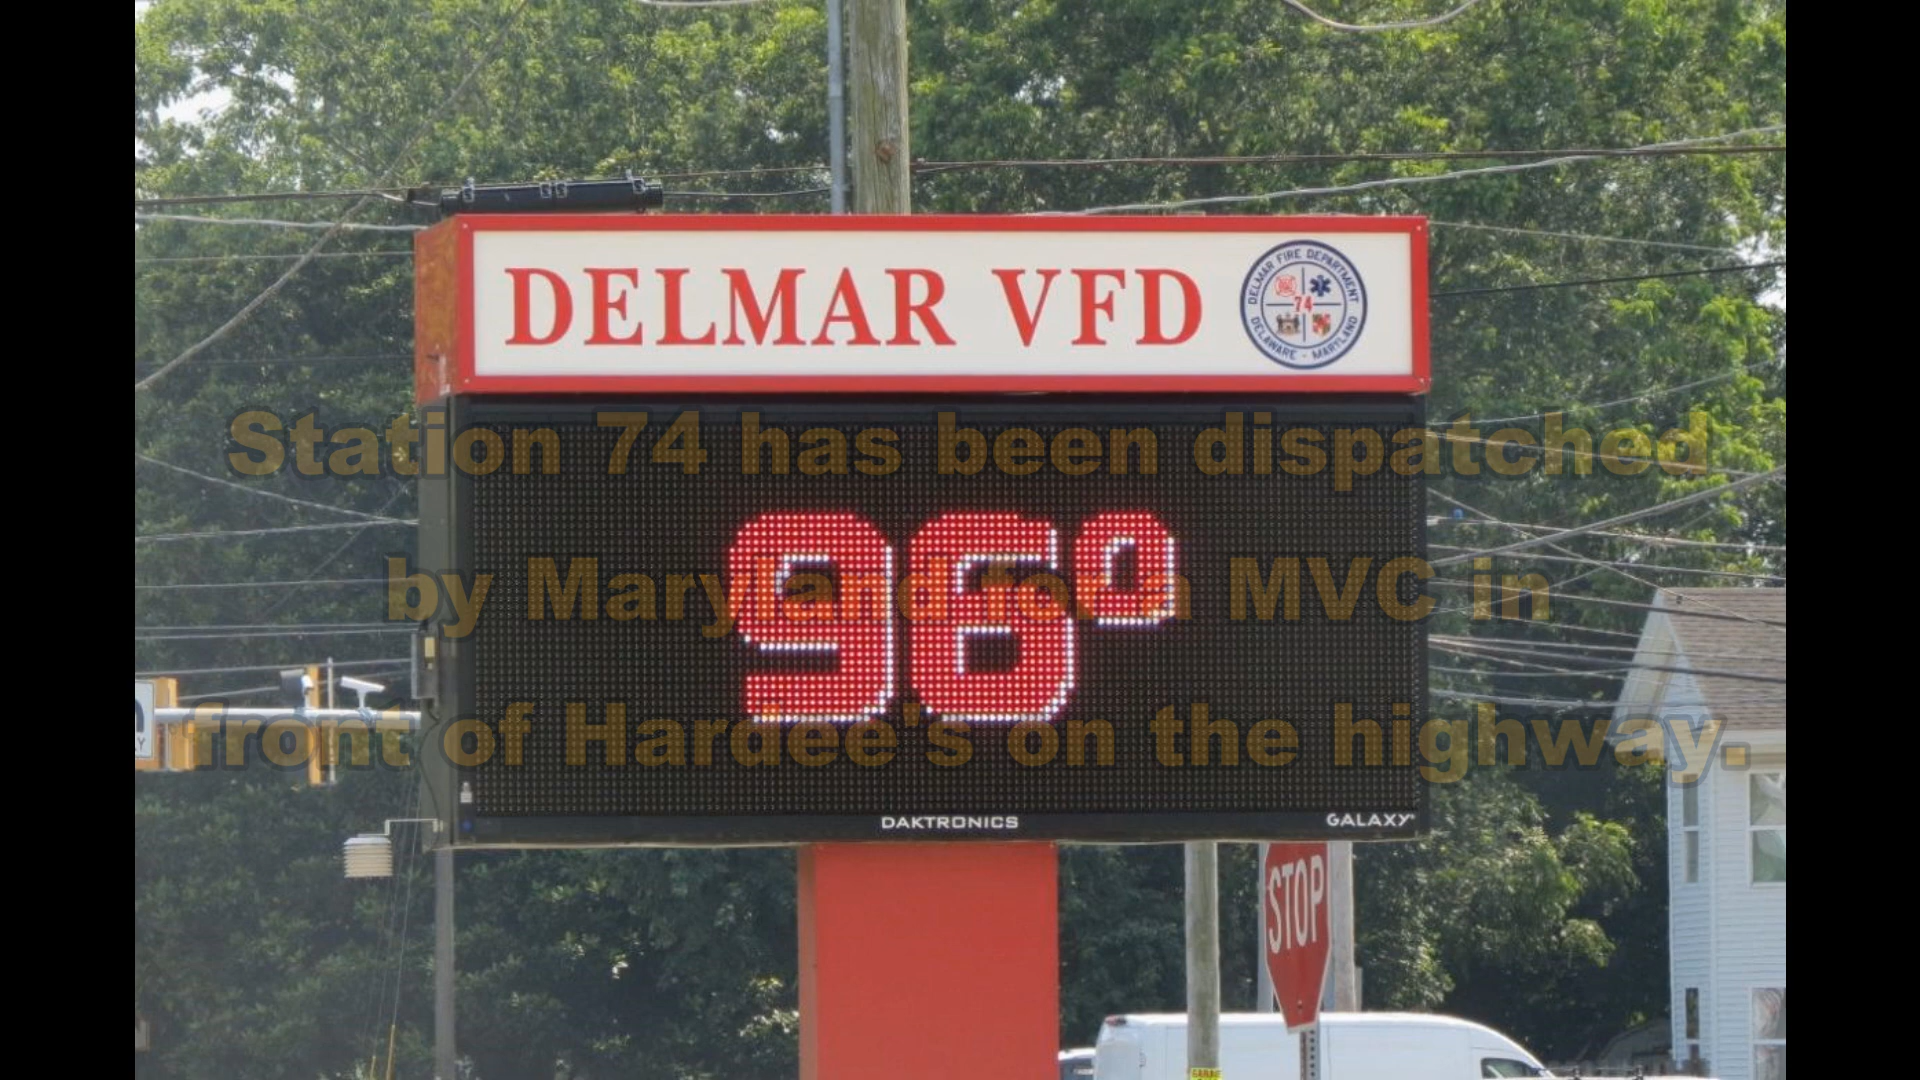 DELMAR VFD
DELMAR FIRE DEPARTMENT
74
DELAWARE - MARYLAND
Station 74 has been dispatched
96°
by Maryland for a MVC in
front of Hardee's on the highway.
DAKTRONICS
GALAXY
STOP
GARAGE